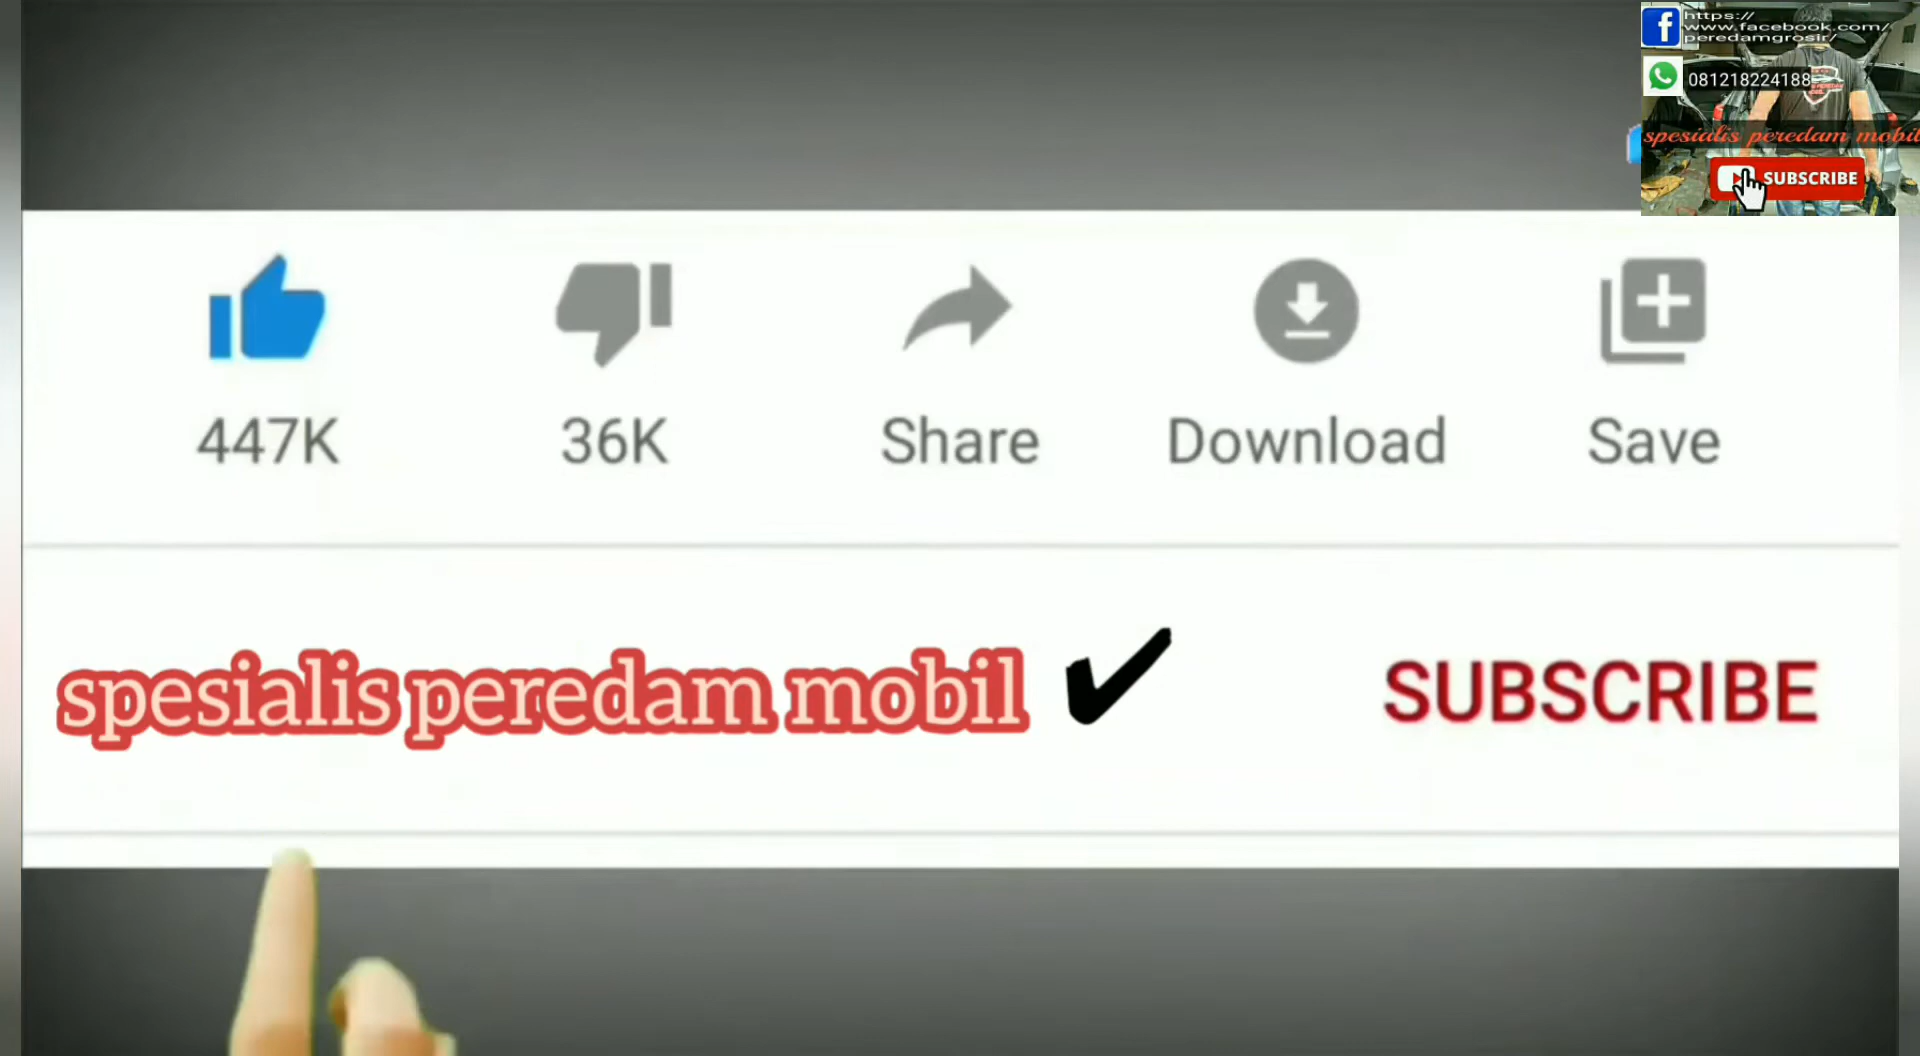 https://
www.facebook.com/
peredamgrosir/
081218224188
spesialis peredam mobil
SUBSCRIBE
447K
36K
Share
Download
Save
spesialis peredam mobil
SUBSCRIBE